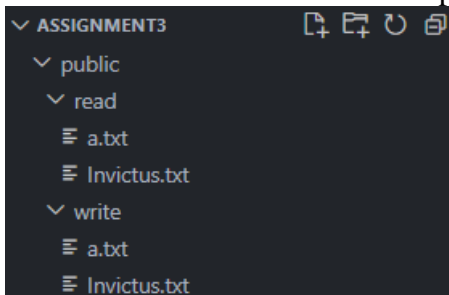 ASSIGNMENT3
public
read
a.txt
Invictus.txt
write
a.txt
Invictus.txt